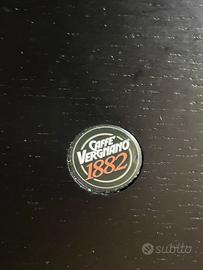 CAFFÈ
VERGNANO
1882
subito